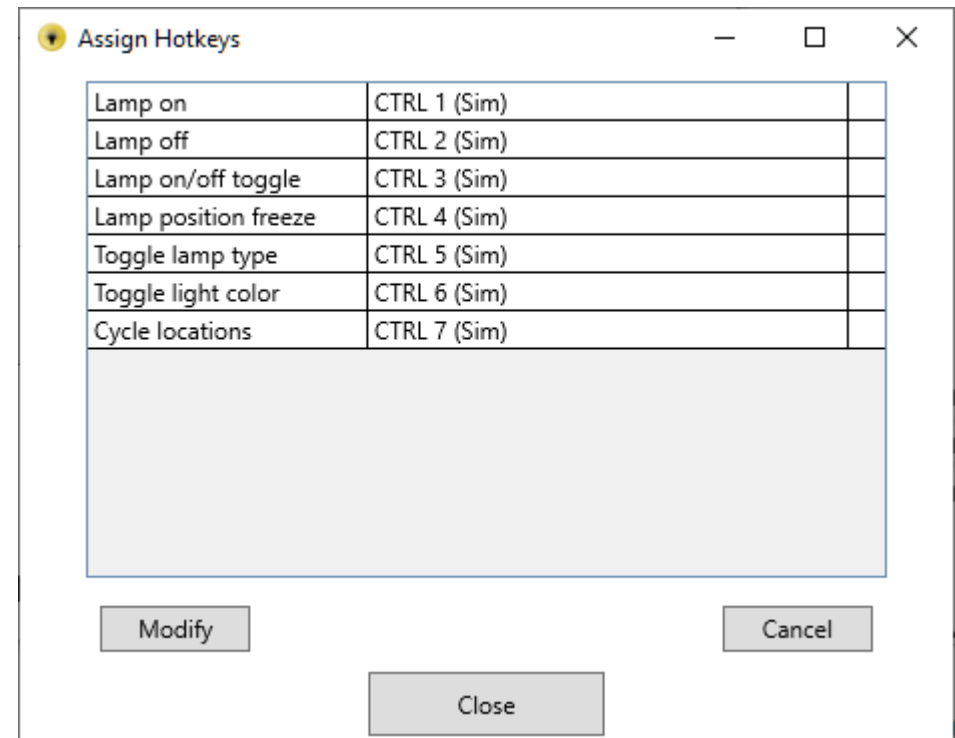 Assign Hotkeys
Lamp on CTRL 1 (Sim)
Lamp off CTRL 2 (Sim)
Lamp on/off toggle CTRL 3 (Sim)
Lamp position freeze CTRL 4 (Sim)
Toggle lamp type CTRL 5 (Sim)
Toggle light color CTRL 6 (Sim)
Cycle locations CTRL 7 (Sim)
Modify Cancel
Close